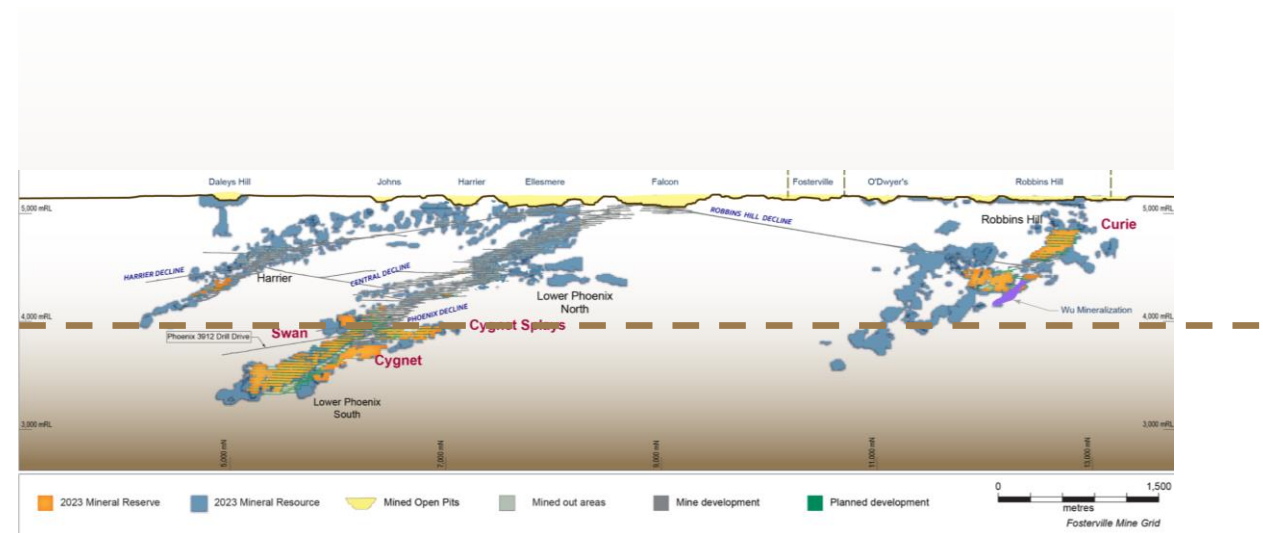 Daleys Hill
Johns
Harrier
Ellesmere
Falcon
Fosterville
O'Dwyer's
Robbins Hill
5,000 mRL
5,000 mRL
ROBBINS HILL DECLINE
Robbins Hill
Curie
HARRIER DECLINE
Harrier
CENTRAL DECLINE
Lower Phoenix
North
Wu Mineralization
4,000 mRL
4,000 mRL
PHOENIX DECLINE
Swan
Cygnet Splays
Phoenix 3912 Drill Drive
Cygnet
Lower Phoenix
South
3,000 mRL
3,000 mRL
5,000 mN
7,000 mN
9,000 mN
11,000 mN
13,000 mN
2023 Mineral Reserve
2023 Mineral Resource
Mined Open Pits
Mined out areas
Mine development
Planned development
0
1,500
metres
Fosterville Mine Grid